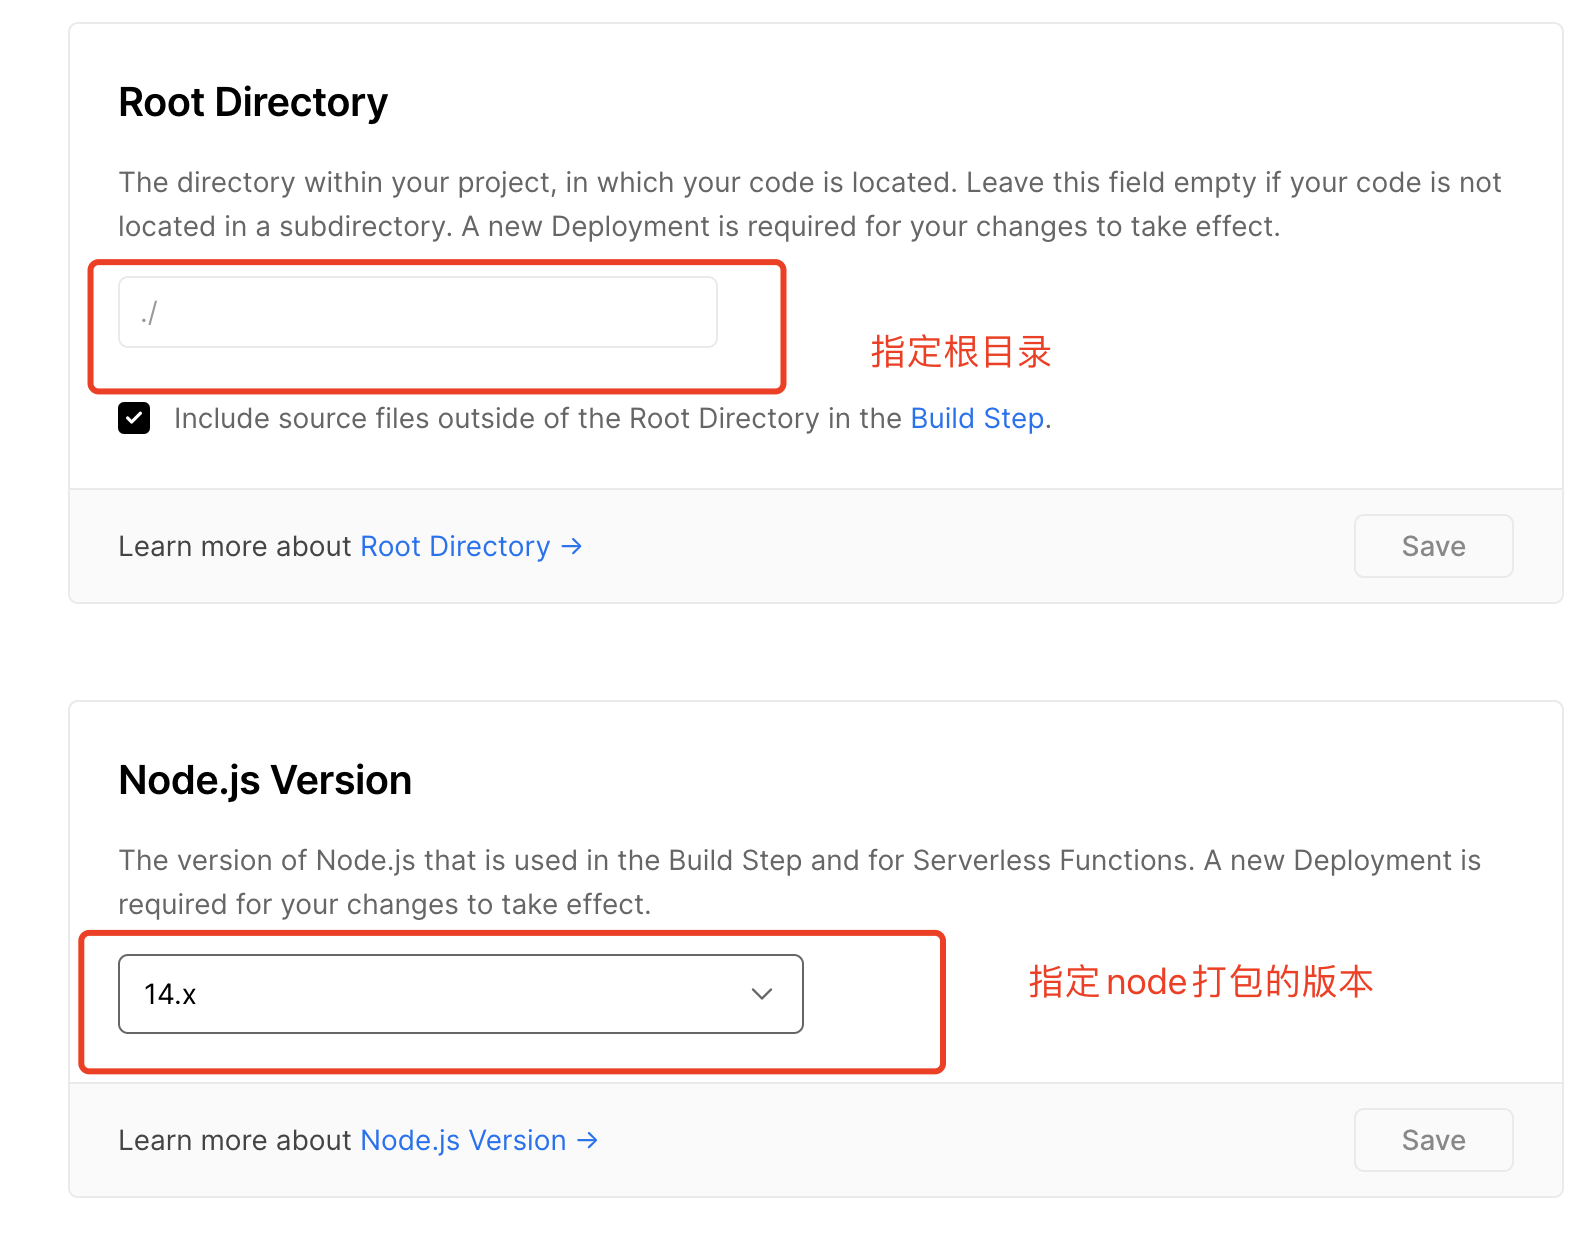 Root Directory
The directory within your project, in which your code is located. Leave this field empty if your code is not
located in a subdirectory. A new Deployment is required for your changes to take effect.
./
指定根目录
Include source files outside of the Root Directory in the Build Step.
Learn more about Root Directory →
Save
Node.js Version
The version of Node.js that is used in the Build Step and for Serverless Functions. A new Deployment is
required for your changes to take effect.
14.x
指定node打包的版本
Learn more about Node.js Version →
Save